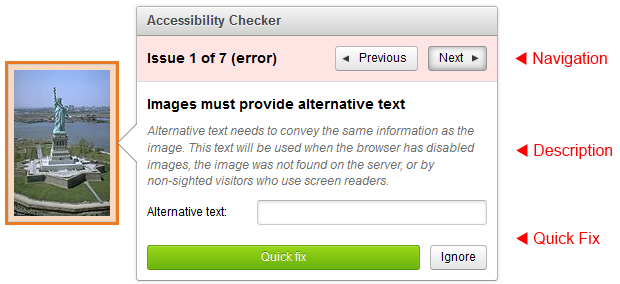 Accessibility Checker
Issue 1 of 7 (error)
Previous
Next
Navigation
Images must provide alternative text
Alternative text needs to convey the same information as the
image. This text will be used when the browser has disabled
images, the image was not found on the server, or by
non-sighted visitors who use screen readers.
Description
Alternative text:
Quick fix
Ignore
Quick Fix